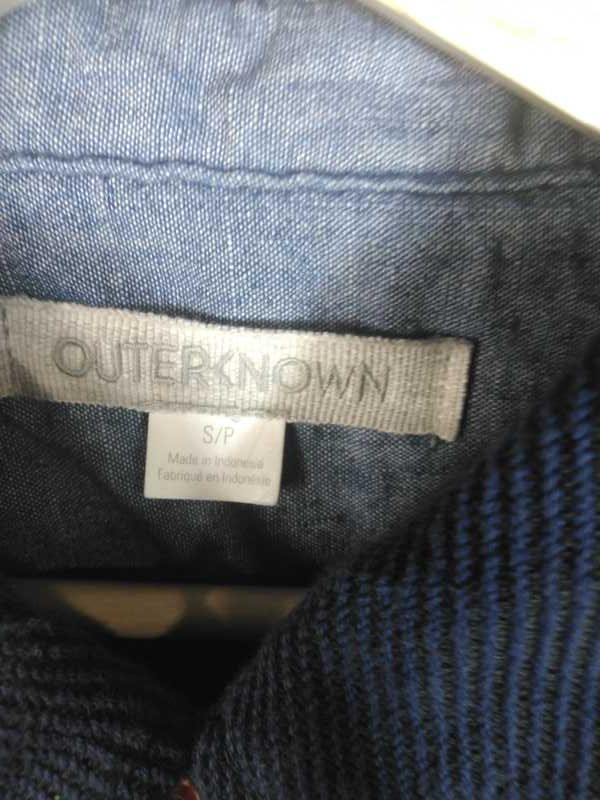 OUTERKNOWN
S/P
Made in Indonesia
Fabriqué en Indonésie